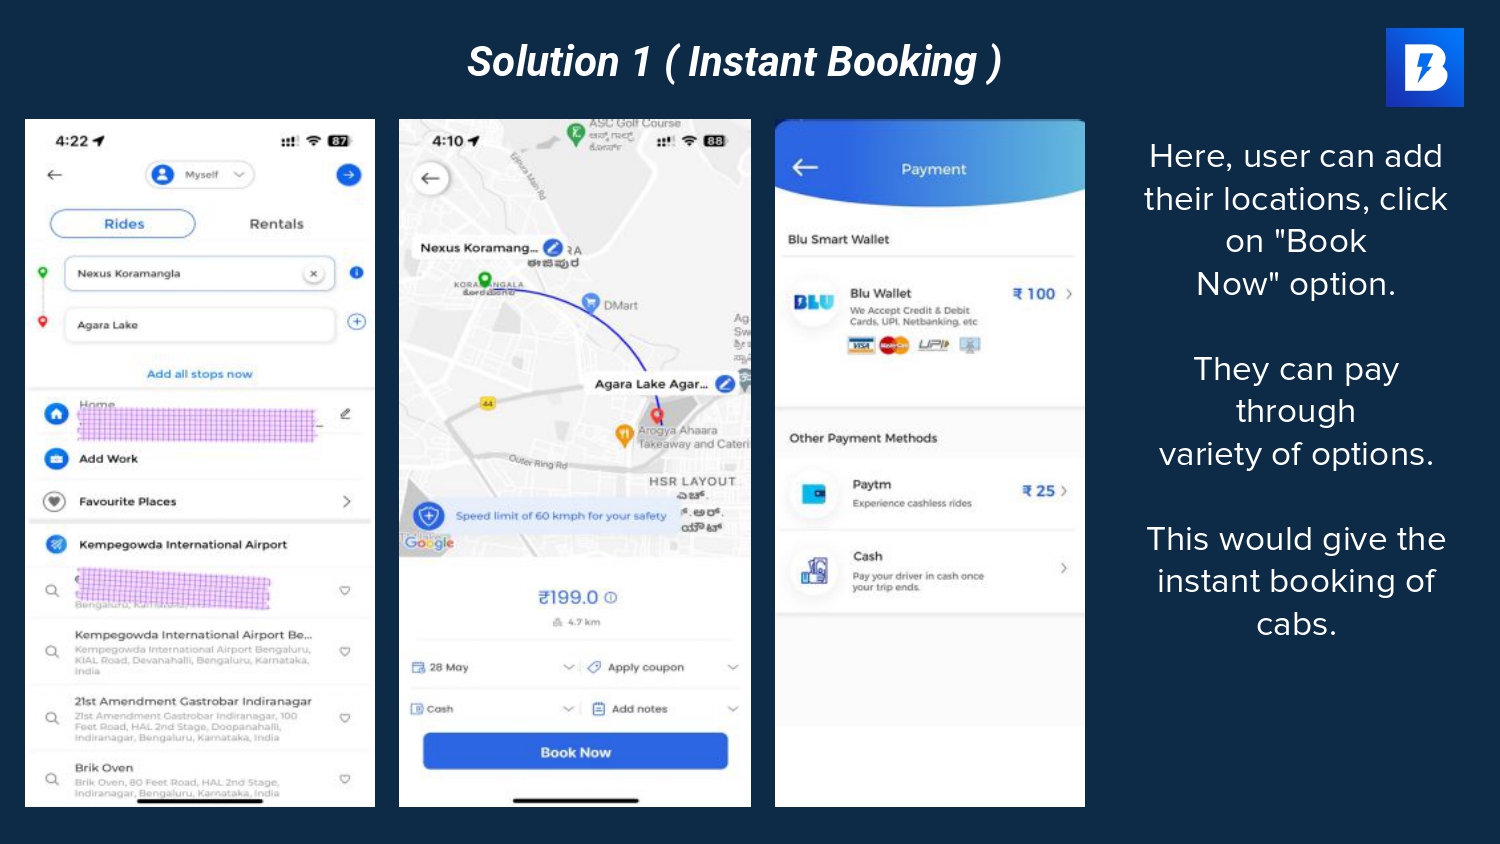 Solution 1 ( Instant Booking )
B
4:22
87
Myself
Rides
Rentals
Nexus Koramangla
Agara Lake
Add all stops now
Home
Add Work
Favourite Places
Kempegowda International Airport
Bengaluru,
Kempegowda International Airport Be...
Kempegowda International Airport Bengaluru,
KIAL Road, Devanahalli, Bengaluru, Karnataka,
India
21st Amendment Gastrobar Indiranagar
21st Amendment Gastrobar Indiranagar, 100
Feet Road, HAL 2nd Stage, Doopanahalli,
Indiranagar, Bengaluru, Karnataka, India
Brik Oven
Brik Oven, 80 Feet Road, HAL 2nd Stage,
Indiranagar, Bengaluru, Karnataka, India
4:10
88
ASC Golf Course
Nexus Koramang...
RA
ಈಜಿಪುರ
DMart
Ag
Sw
Agara Lake Agar...
44
Arogya Ahaara
Takeaway and Cateri
Outer Ring Rd
HSR LAYOUT
ಎಚ್.
Speed limit of 60 kmph for your safety
Google
₹199.0
4.7 km
28 May
Apply coupon
Cash
Add notes
Book Now
Payment
Blu Smart Wallet
BLU
Blu Wallet
₹ 100
We Accept Credit & Debit
Cards, UPI, Netbanking, etc
VISA MasterCard UPI
Other Payment Methods
Paytm
₹ 25
Experience cashless rides
Cash
Pay your driver in cash once
your trip ends.
Here, user can add
their locations, click
on "Book
Now" option.
They can pay
through
variety of options.
This would give the
instant booking of
cabs.